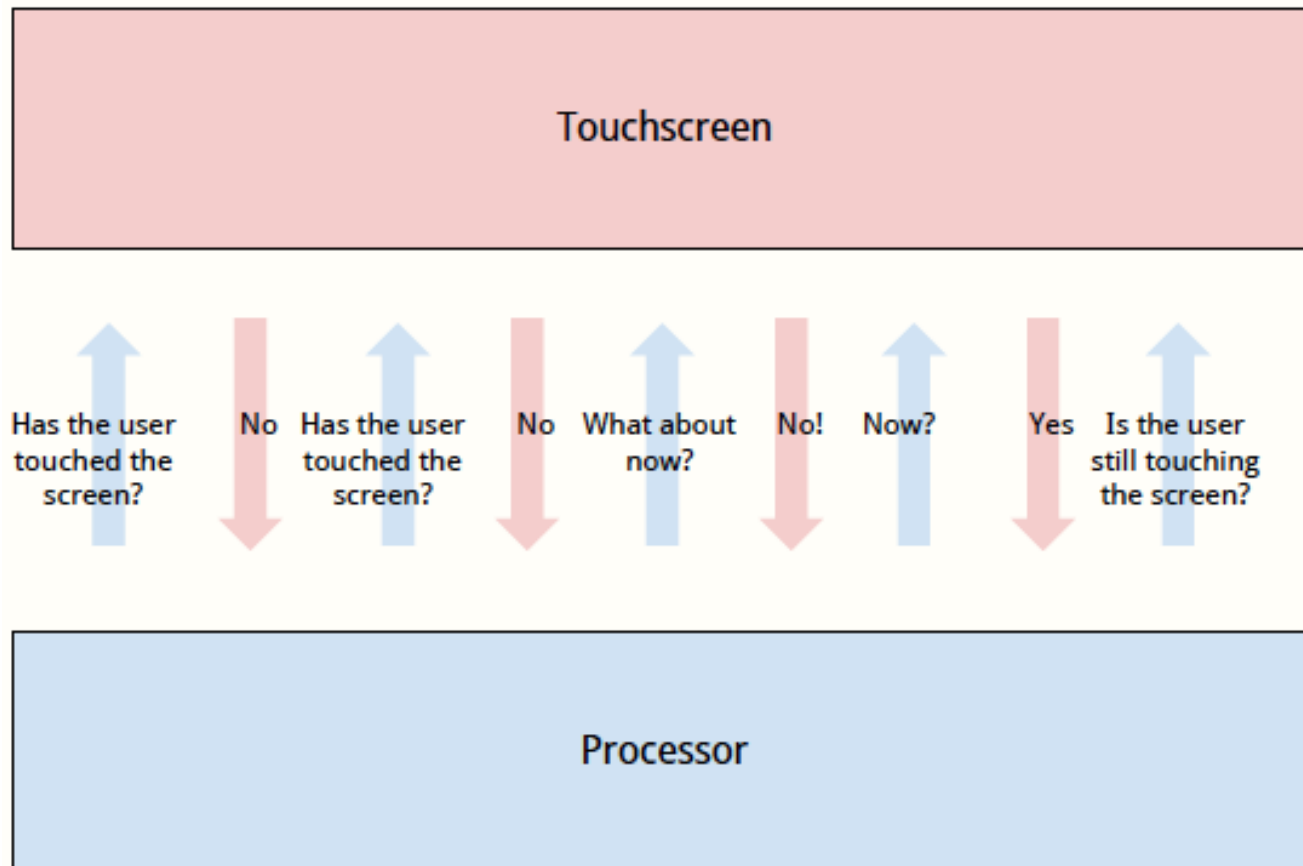 Touchscreen
Has the user
touched the
screen?
No
Has the user
touched the
screen?
No
What about
now?
No!
Now?
Yes
Is the user
still touching
the screen?
Processor